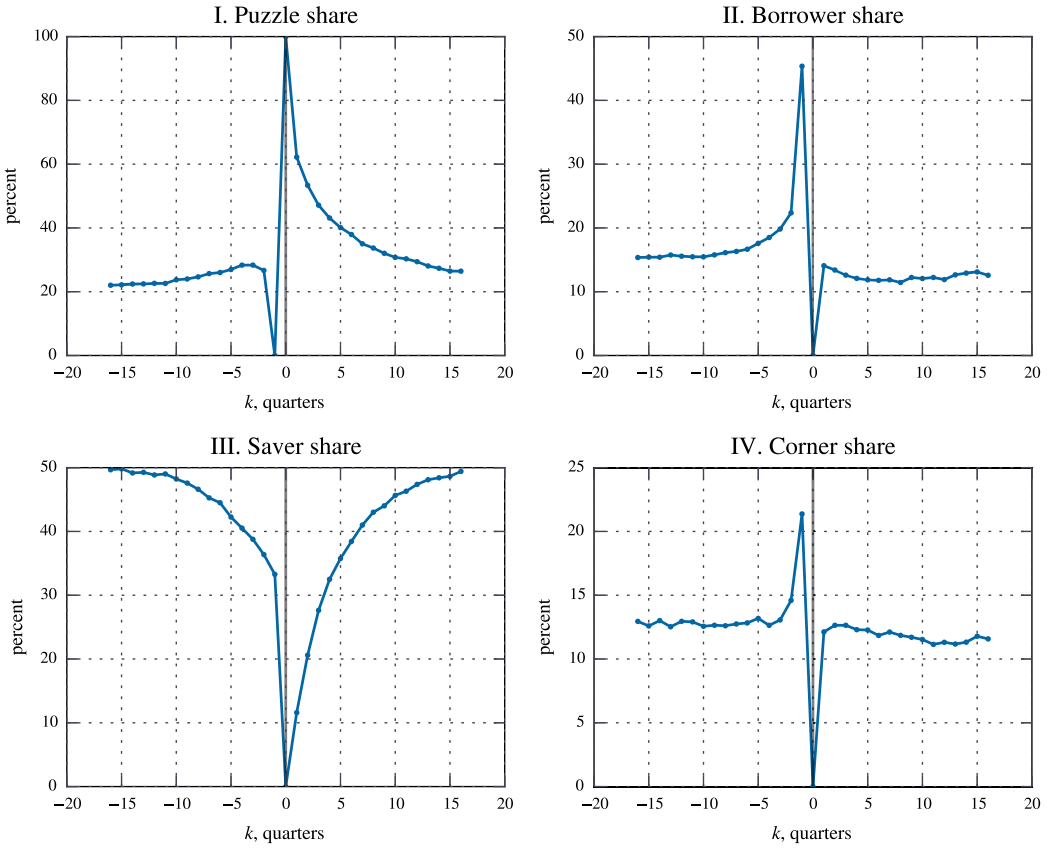 I. Puzzle share
percent
100
80
60
40
20
0
−20 −15 −10 −5 0 5 10 15 20
k, quarters
II. Borrower share
percent
50
40
30
20
10
0
−20 −15 −10 −5 0 5 10 15 20
k, quarters
III. Saver share
percent
50
40
30
20
10
0
−20 −15 −10 −5 0 5 10 15 20
k, quarters
IV. Corner share
percent
25
20
15
10
5
0
−20 −15 −10 −5 0 5 10 15 20
k, quarters